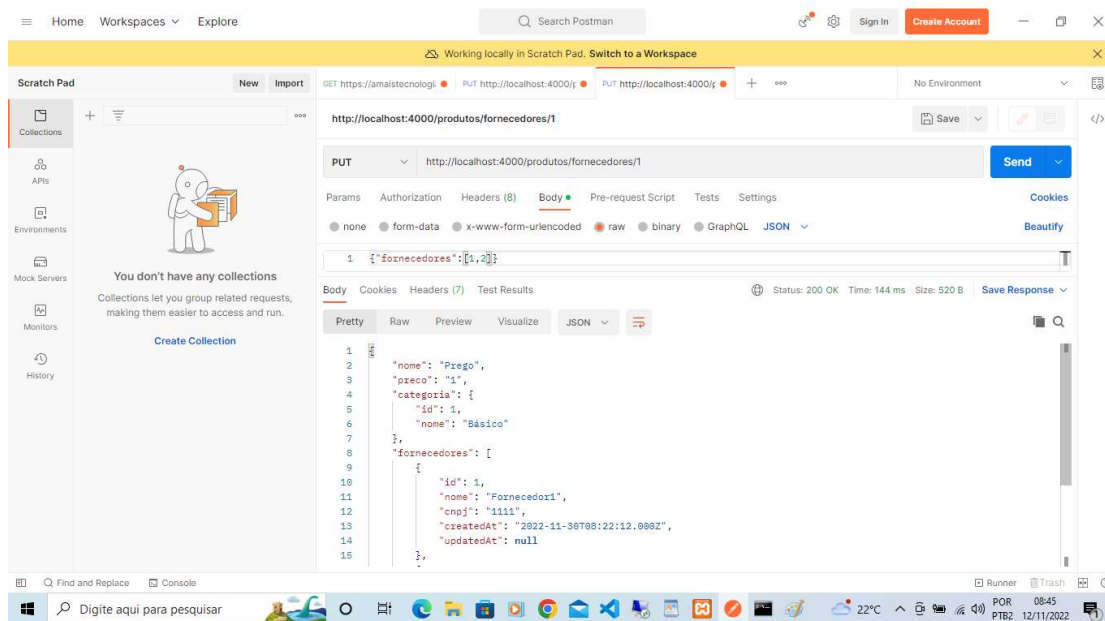 Home Workspaces Explore Search Postman Sign In Create Account
Working locally in Scratch Pad. Switch to a Workspace
Scratch Pad New Import GET https://amaistecnologi. PUT http://localhost:4000/p PUT http://localhost:4000/p No Environment
Collections
APIs
Environments
Mock Servers
Monitors
History
You don't have any collections
Collections let you group related requests,
making them easier to access and run.
Create Collection
http://localhost:4000/produtos/fornecedores/1 Save
PUT http://localhost:4000/produtos/fornecedores/1 Send
Params Authorization Headers (8) Body Pre-request Script Tests Settings Cookies
none form-data x-www-form-urlencoded raw binary GraphQL JSON Beautify
1 {"fornecedores":[1,2]}
Body Cookies Headers (7) Test Results Status: 200 OK Time: 144 ms Size: 520 B Save Response
Pretty Raw Preview Visualize JSON
1 {
2 "nome": "Prego",
3 "preco": "1",
4 "categoria": {
5 "id": 1,
6 "nome": "Básico"
7 },
8 "fornecedores": [
9 {
10 "id": 1,
11 "nome": "Fornecedor1",
12 "cnpj": "1111",
13 "createdAt": "2022-11-30T08:22:12.000Z",
14 "updatedAt": null
15 },
Find and Replace Console Runner Trash
Digite aqui para pesquisar 22°C POR 08:45
PTB2 12/11/2022